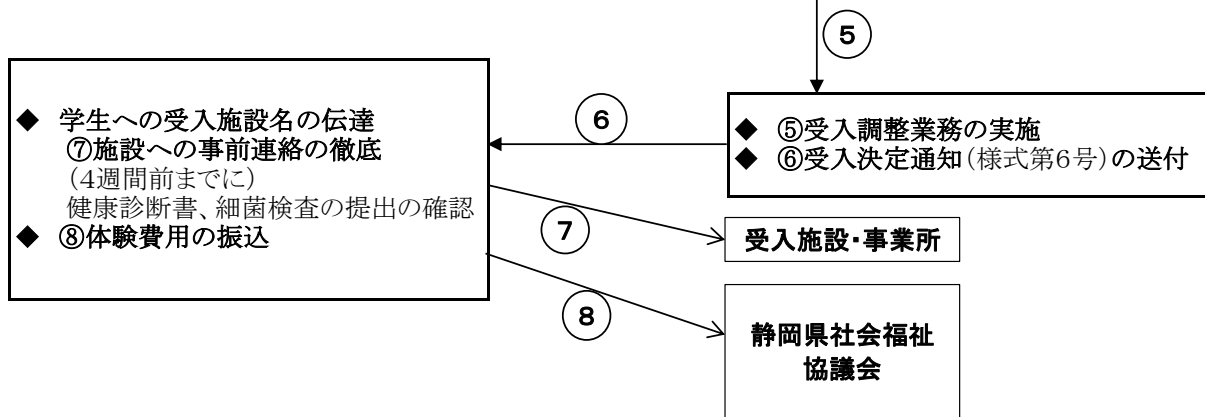 ⑤
◆ 学生への受入施設名の伝達
⑦施設への事前連絡の徹底
(4週間前までに)
健康診断書、細菌検査の提出の確認
◆ ⑧体験費用の振込
⑥
◆ ⑤受入調整業務の実施
◆ ⑥受入決定通知(様式第6号)の送付
⑦
受入施設・事業所
⑧
静岡県社会福祉
協議会